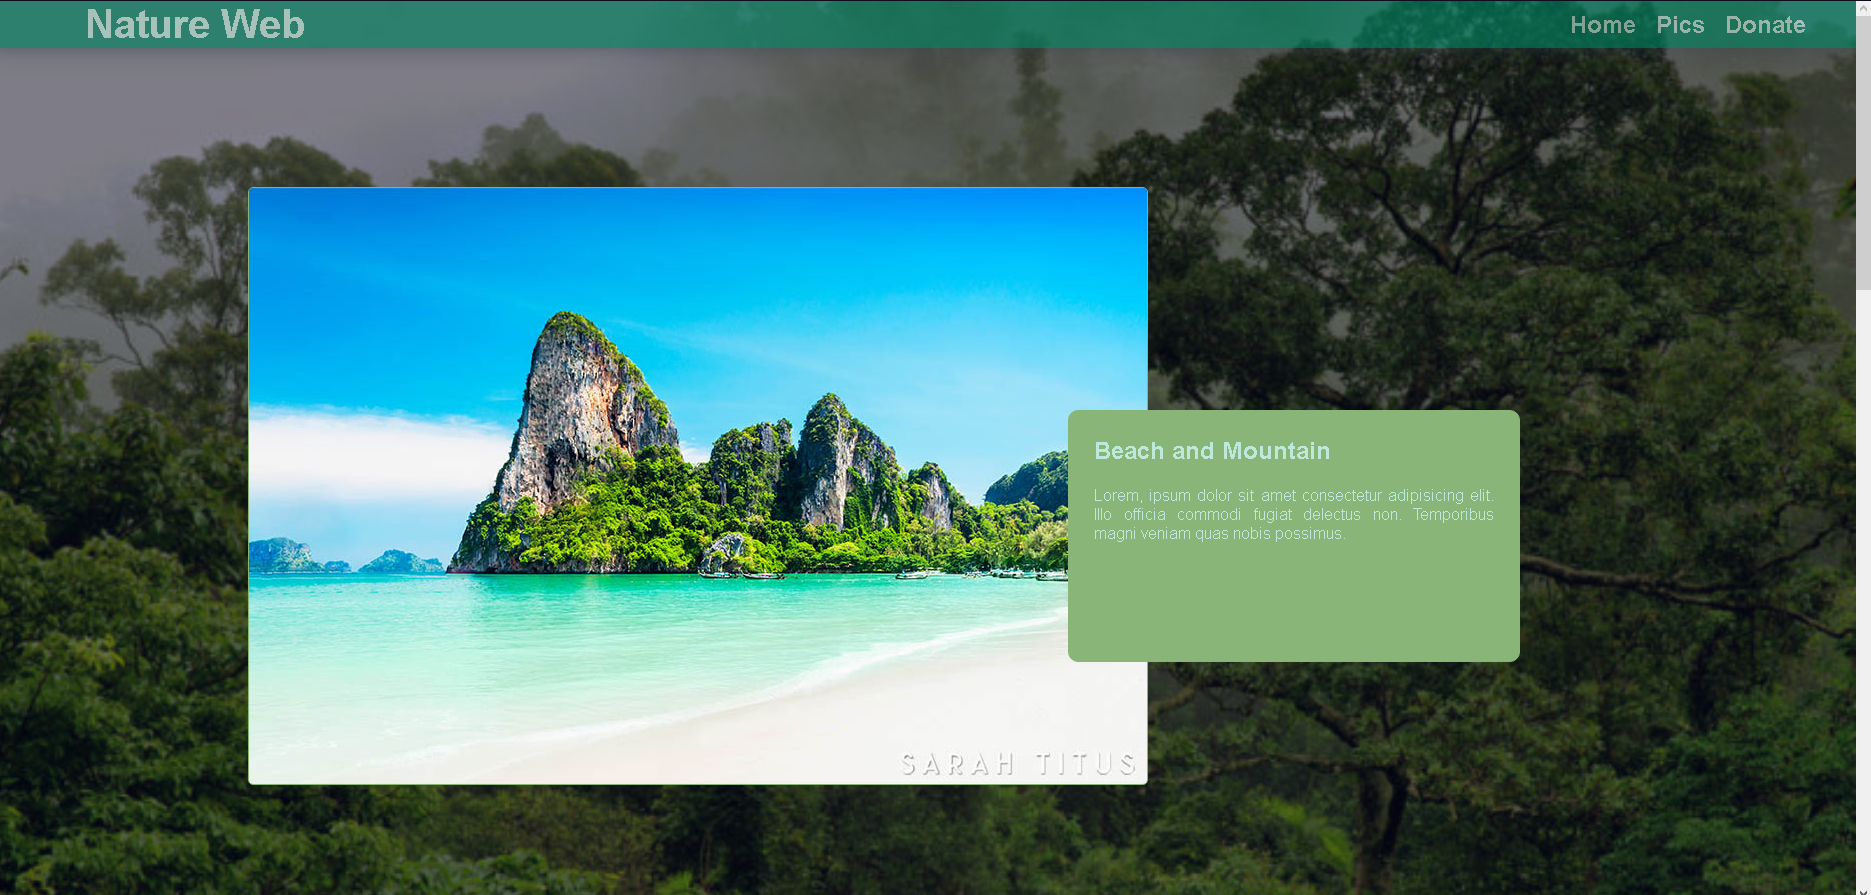 Nature Web
Home Pics Donate
Beach and Mountain
Lorem, ipsum dolor sit amet consectetur adipisicing elit.
Illo officia commodi fugiat delectus non. Temporibus
magni veniam quas nobis possimus.
SARAH TITUS